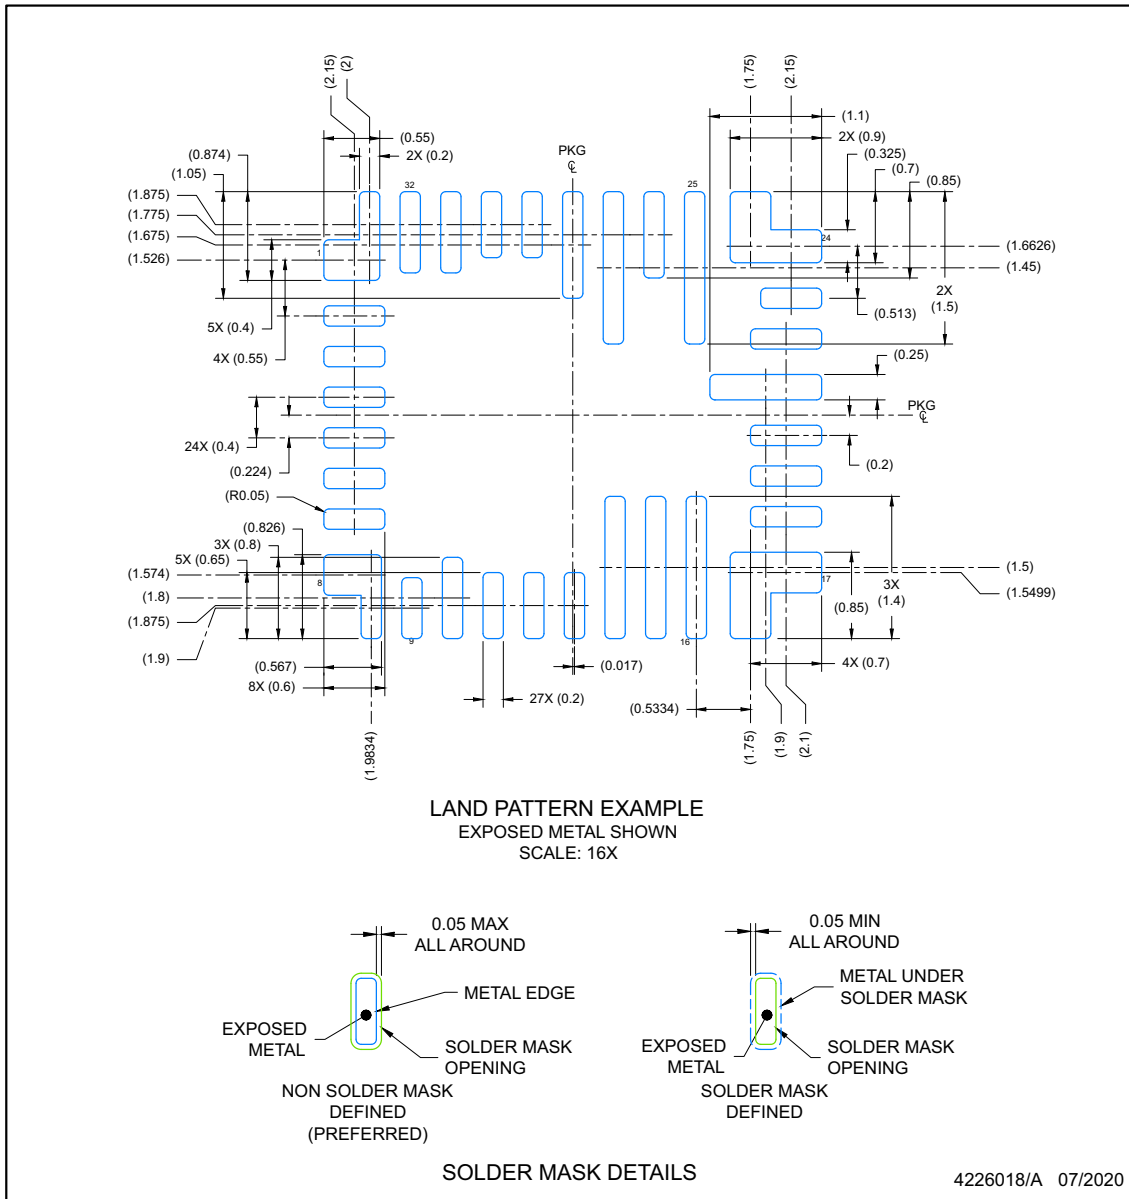 (2.15)
(2)
(1.75)
(2.15)
(0.55)
2X (0.2)
(0.874)
(1.05)
(1.875)
(1.775)
(1.675)
(1.526)
PKG
℄
(1.1)
2X (0.9)
(0.325)
(0.7)
(0.85)
32
25
1
24
(1.6626)
(1.45)
2X
(1.5)
(0.513)
5X (0.4)
4X (0.55)
(0.25)
PKG
℄
24X (0.4)
(0.224)
(0.2)
(R0.05)
(0.826)
3X (0.8)
5X (0.65)
(1.574)
(1.8)
(1.875)
(1.9)
8
9
16
17
(1.5)
(1.5499)
3X
(1.4)
(0.85)
4X (0.7)
(0.567)
8X (0.6)
(0.017)
27X (0.2)
(0.5334)
(1.9834)
(1.75)
(1.9)
(2.1)
LAND PATTERN EXAMPLE
EXPOSED METAL SHOWN
SCALE: 16X
0.05 MAX
ALL AROUND
METAL EDGE
EXPOSED
METAL
SOLDER MASK
OPENING
NON SOLDER MASK
DEFINED
(PREFERRED)
0.05 MIN
ALL AROUND
METAL UNDER
SOLDER MASK
EXPOSED
METAL
SOLDER MASK
OPENING
SOLDER MASK
DEFINED
SOLDER MASK DETAILS
4226018/A 07/2020